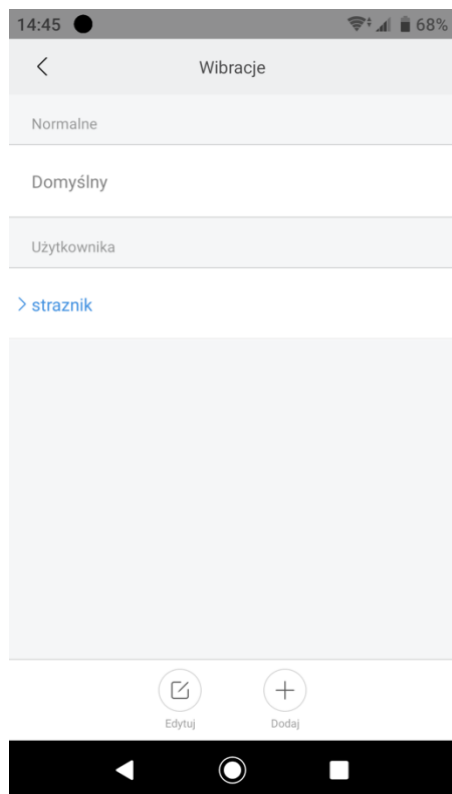 14:45 68%
Wibracje
Normalne
Domyślny
Użytkownika
straznik
Edytuj Dodaj